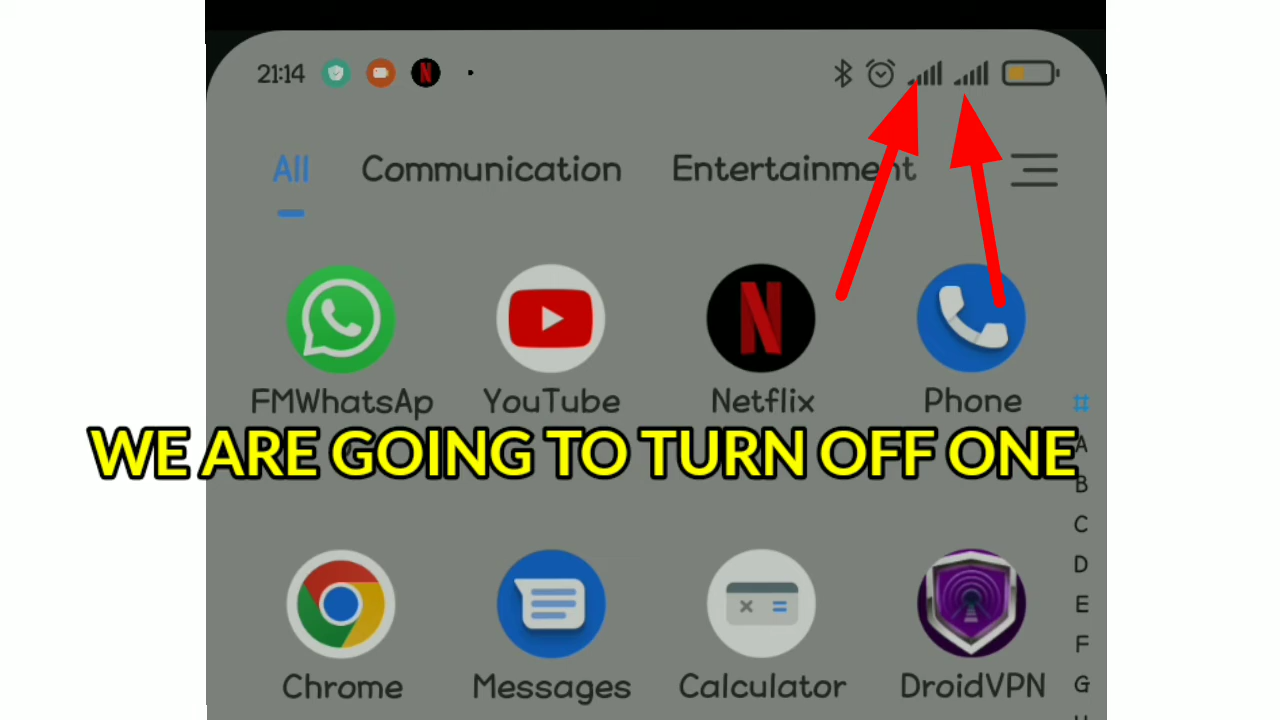 21:14
All Communication Entertainment
FMWhatsAp YouTube Netflix Phone
#
WE ARE GOING TO TURN OFF ONE
A
B
C
D
E
F
Chrome Messages Calculator DroidVPN
G